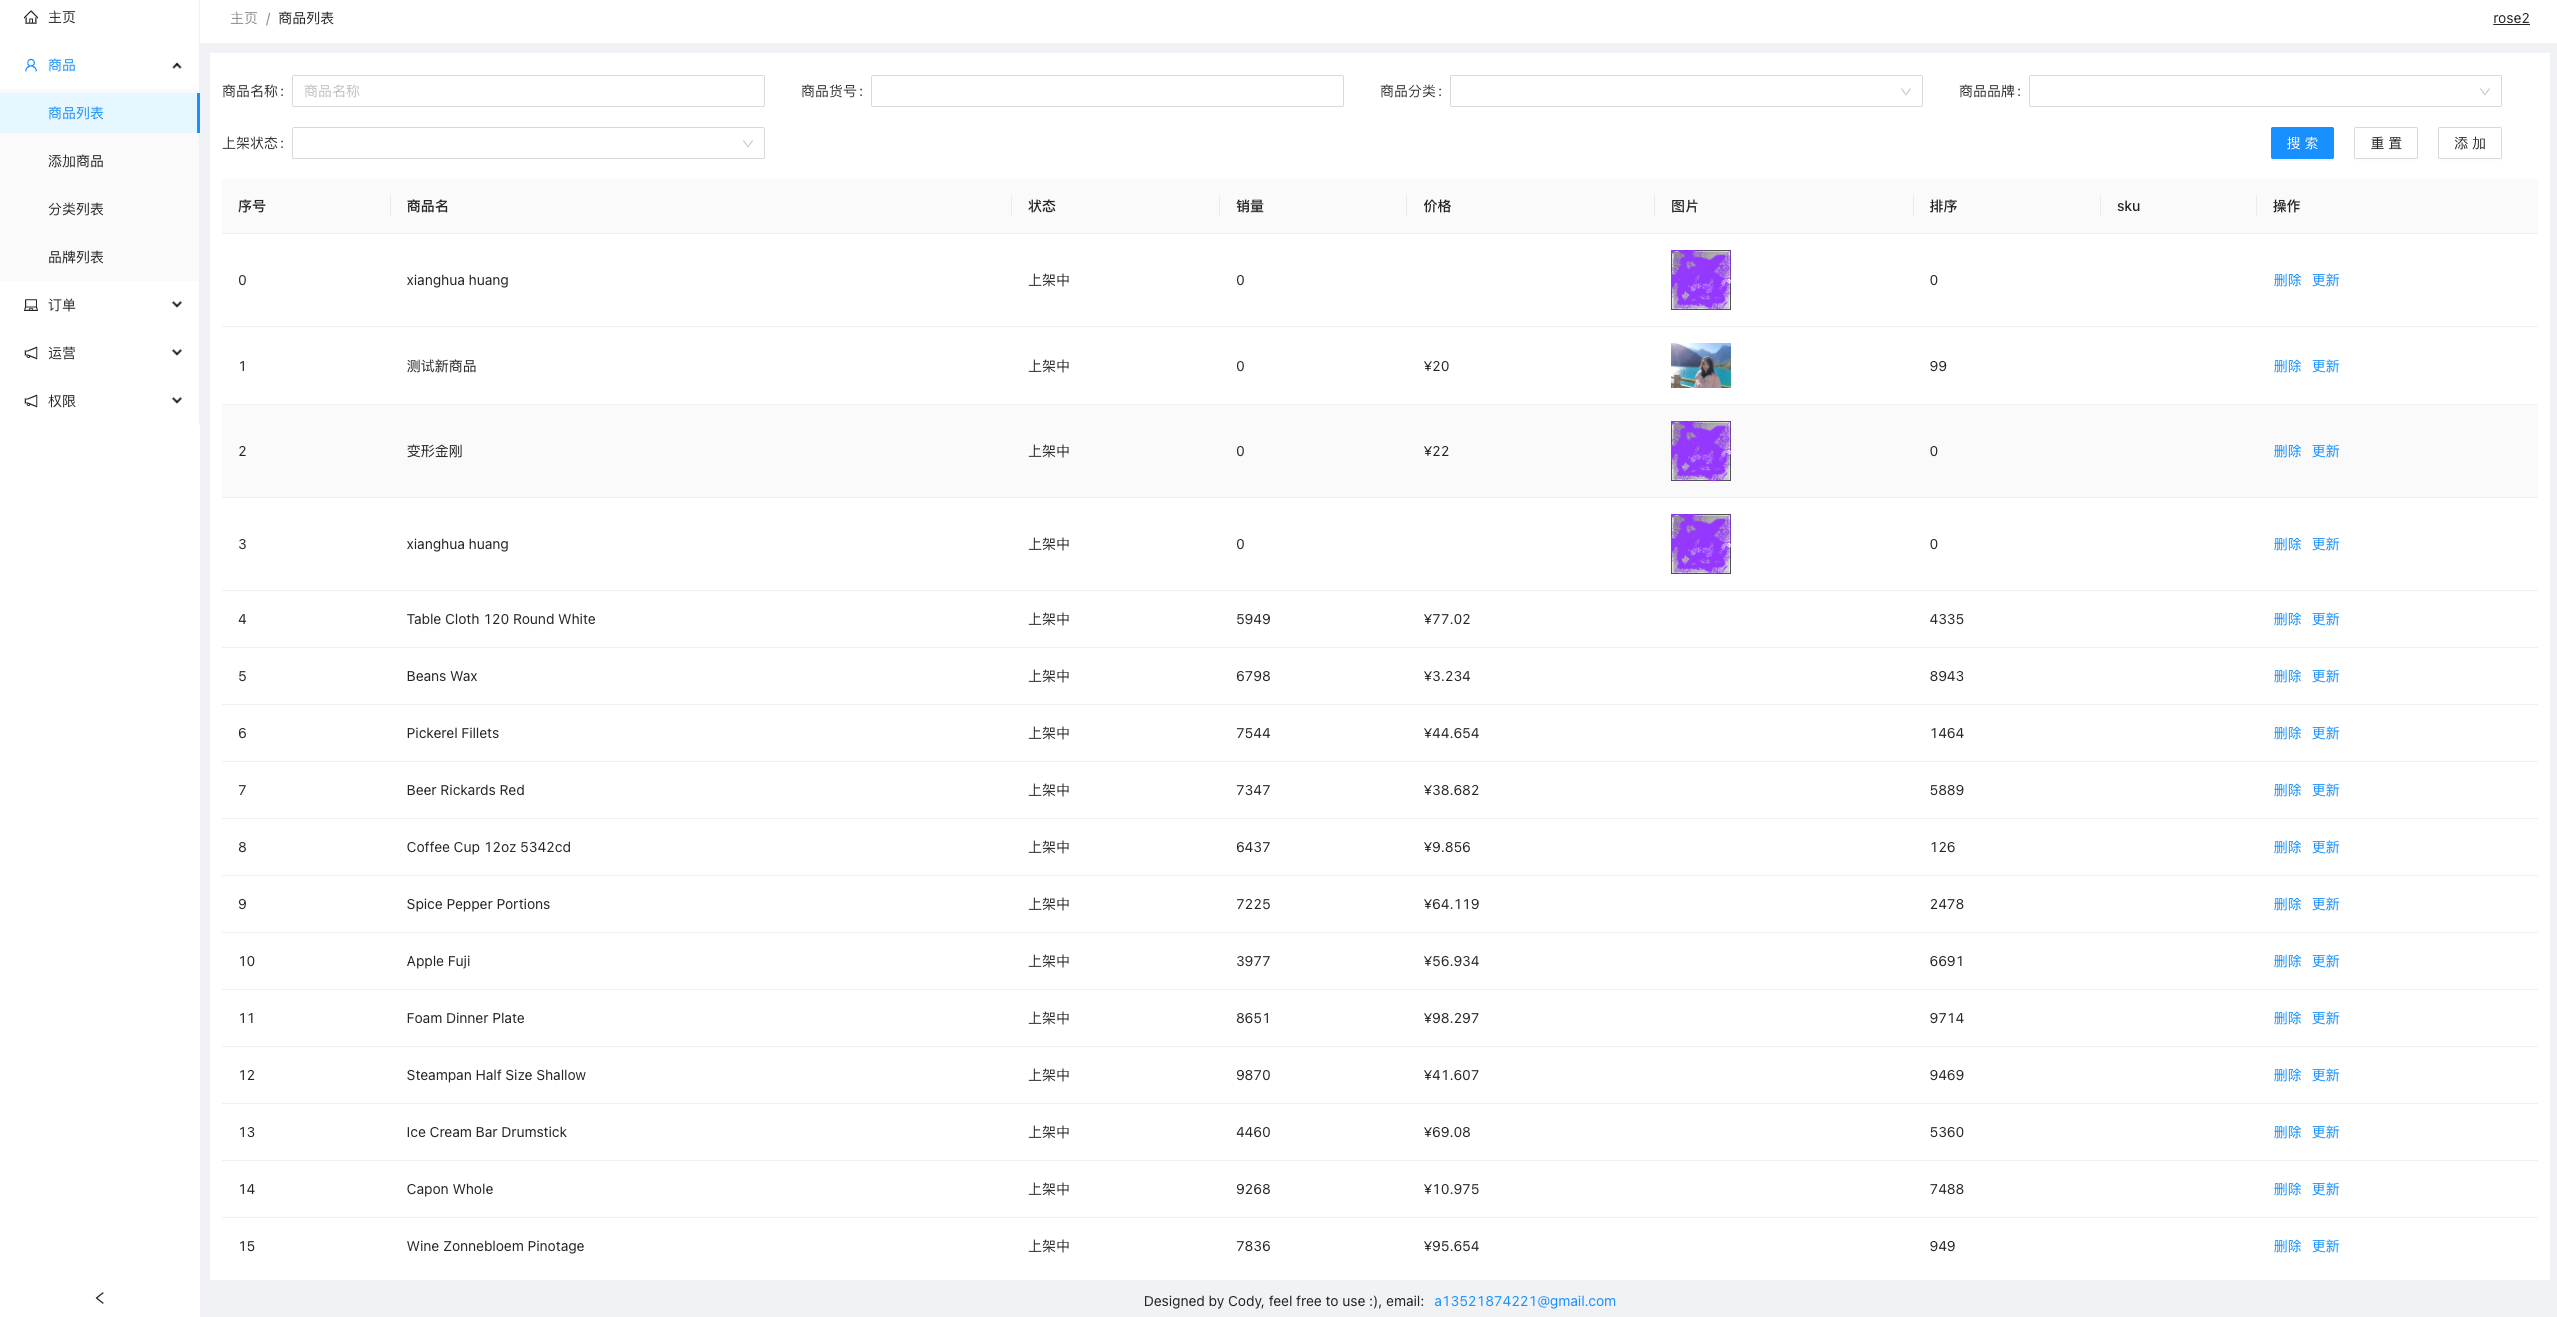 主页
商品
商品列表
添加商品
分类列表
品牌列表
订单
运营
权限
主页 / 商品列表
rose2
商品名称: 商品名称 商品货号: 商品分类: 商品品牌:
上架状态: 搜 索 重 置 添 加
序号 商品名 状态 销量 价格 图片 排序 sku 操作
0 xianghua huang 上架中 0 0 删除 更新
1 测试新商品 上架中 0 ¥20 99 删除 更新
2 变形金刚 上架中 0 ¥22 0 删除 更新
3 xianghua huang 上架中 0 0 删除 更新
4 Table Cloth 120 Round White 上架中 5949 ¥77.02 4335 删除 更新
5 Beans Wax 上架中 6798 ¥3.234 8943 删除 更新
6 Pickerel Fillets 上架中 7544 ¥44.654 1464 删除 更新
7 Beer Rickards Red 上架中 7347 ¥38.682 5889 删除 更新
8 Coffee Cup 12oz 5342cd 上架中 6437 ¥9.856 126 删除 更新
9 Spice Pepper Portions 上架中 7225 ¥64.119 2478 删除 更新
10 Apple Fuji 上架中 3977 ¥56.934 6691 删除 更新
11 Foam Dinner Plate 上架中 8651 ¥98.297 9714 删除 更新
12 Steampan Half Size Shallow 上架中 9870 ¥41.607 9469 删除 更新
13 Ice Cream Bar Drumstick 上架中 4460 ¥69.08 5360 删除 更新
14 Capon Whole 上架中 9268 ¥10.975 7488 删除 更新
15 Wine Zonnebloem Pinotage 上架中 7836 ¥95.654 949 删除 更新
Designed by Cody, feel free to use :), email: a13521874221@gmail.com